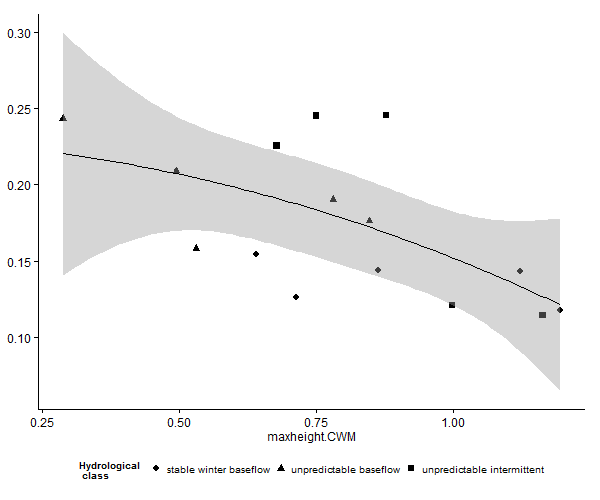 0.30
0.25
0.20
0.15
0.10
0.25 0.50 0.75 1.00
maxheight.CWM
Hydrological
class
stable winter baseflow unpredictable baseflow unpredictable intermittent